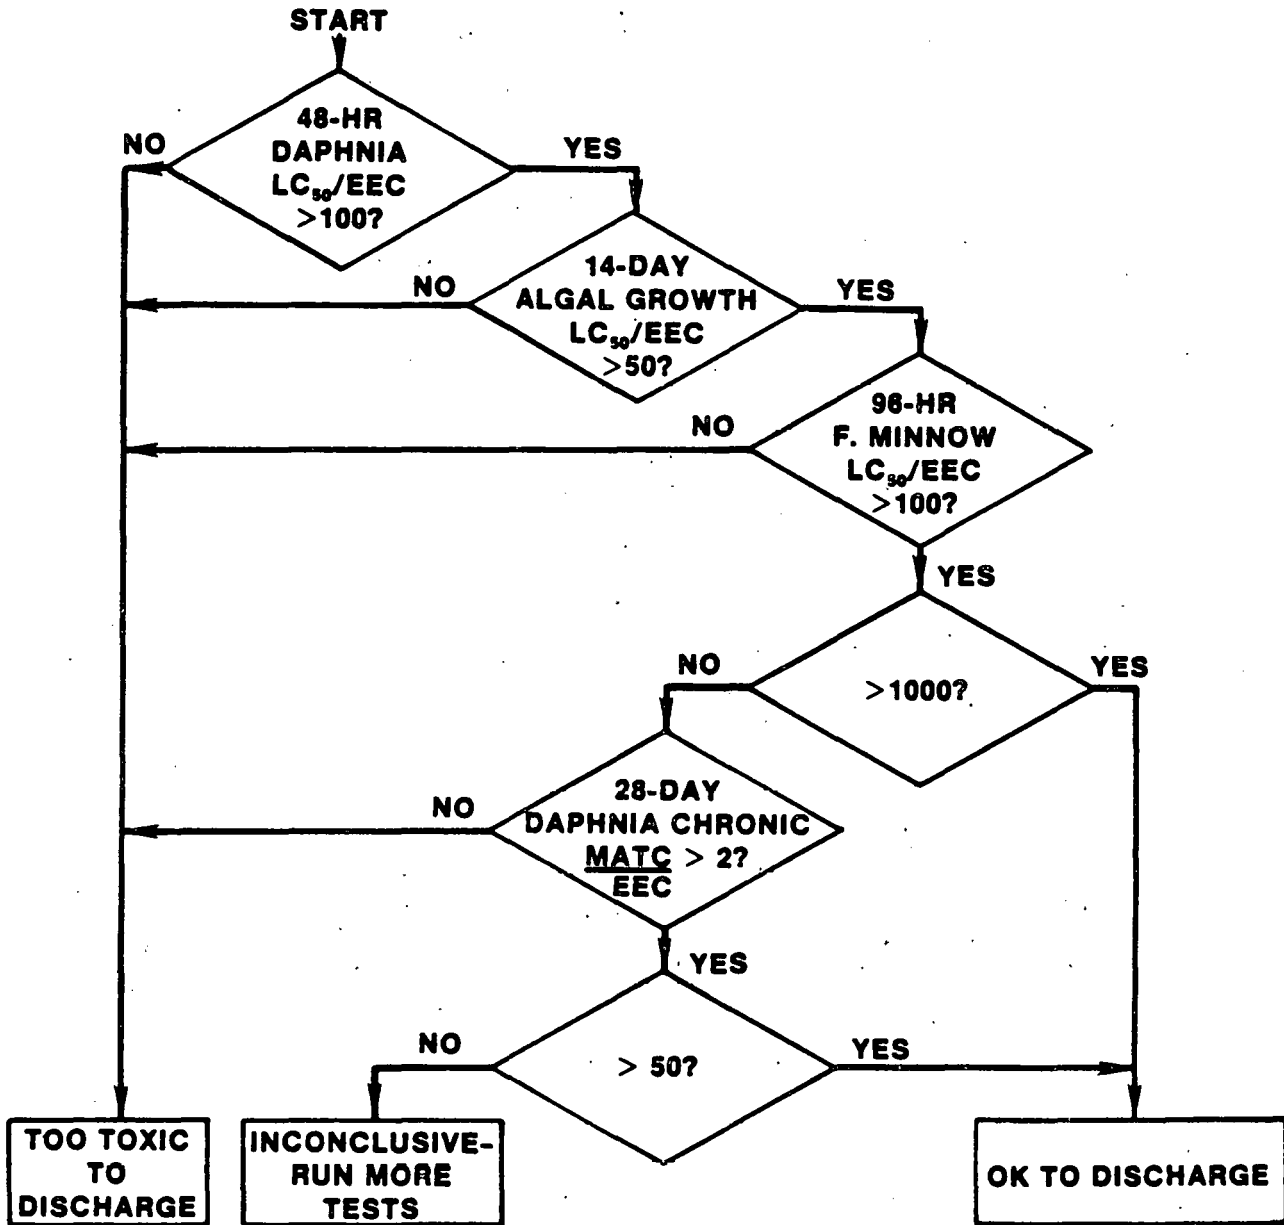 START
48-HR
DAPHNIA
LC₅₀/EEC
>100?
NO
YES
14-DAY
ALGAL GROWTH
LC₅₀/EEC
>50?
NO
YES
96-HR
F. MINNOW
LC₅₀/EEC
>100?
NO
YES
>1000?
NO
YES
28-DAY
DAPHNIA CHRONIC
MATC > 2?
EEC
NO
YES
> 50?
NO
YES
TOO TOXIC
TO
DISCHARGE
INCONCLUSIVE-
RUN MORE
TESTS
OK TO DISCHARGE